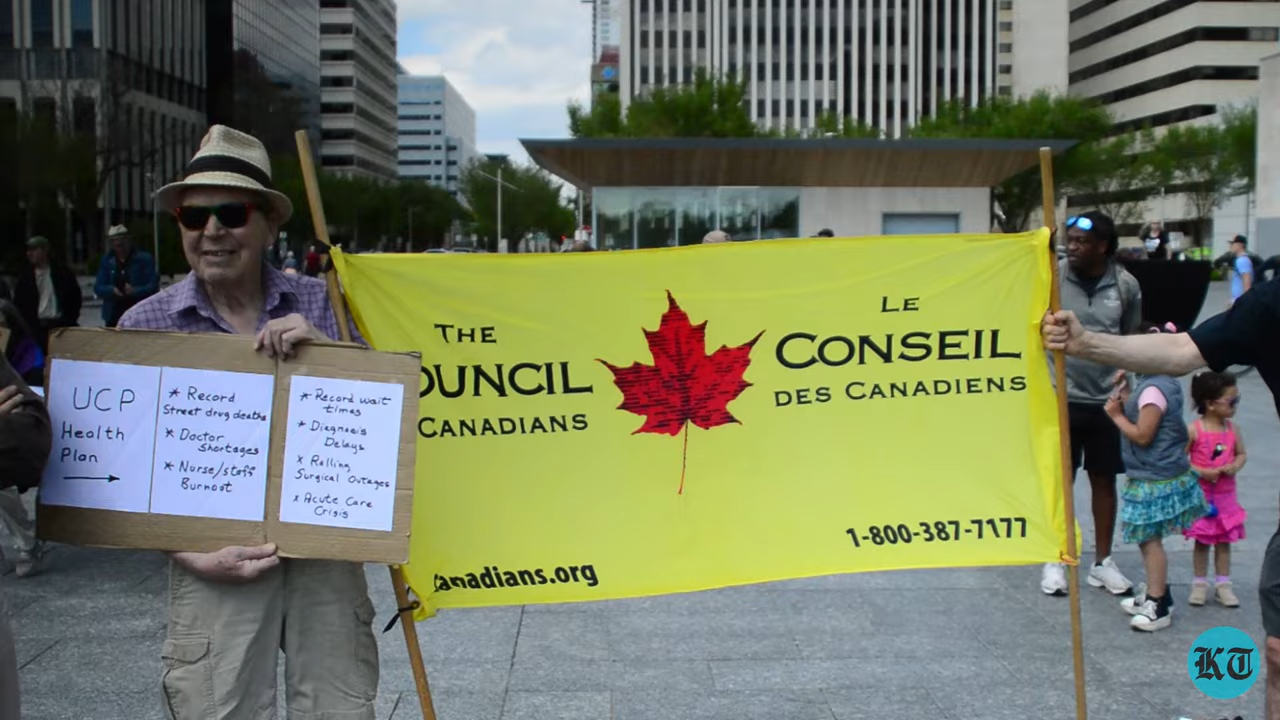 UCP
Health
Plan
* Record
Street drug deaths
* Doctor
Shortages
* Nurse/staff
Burnout
* Record wait
times
* Diagnosis
Delays
x Rolling
Surgical Outages
x Acute Care
Crisis
THE
OUNCIL
CANADIANS
LE
CONSEIL
DES CANADIENS
1-800-387-7177
canadians.org
KT